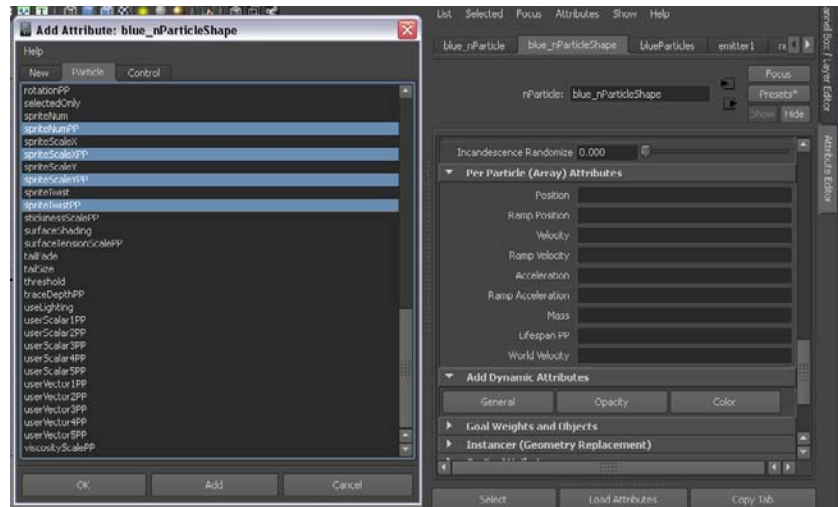 Add Attribute: blue_nParticleShape
Help
New Particle Control
rotationPP
selectedOnly
spriteNum
spriteNumPP
spriteScaleX
spriteScaleXPP
spriteScaleY
spriteScaleYPP
spriteTwist
spriteTwistPP
stickinessScalePP
surfaceShading
surfaceTensionScalePP
tailFade
tailSize
threshold
traceDepthPP
useLighting
userScalar1PP
userScalar2PP
userScalar3PP
userScalar4PP
userScalar5PP
userVector1PP
userVector2PP
userVector3PP
userVector4PP
userVector5PP
viscosityScalePP
OK Add Cancel
List Selected Focus Attributes Show Help
blue_nParticle blue_nParticleShape blueParticles emitter1
nParticle: blue_nParticleShape
Focus
Presets*
Show Hide
Incandescence Randomize 0.000
Per Particle (Array) Attributes
Position
Ramp Position
Velocity
Ramp Velocity
Acceleration
Ramp Acceleration
Mass
Lifespan PP
World Velocity
Add Dynamic Attributes
General Opacity Color
Goal Weights and Objects
Instancer (Geometry Replacement)
Select Load Attributes Copy Tab
Box / Layer Editor
Attribute Editor